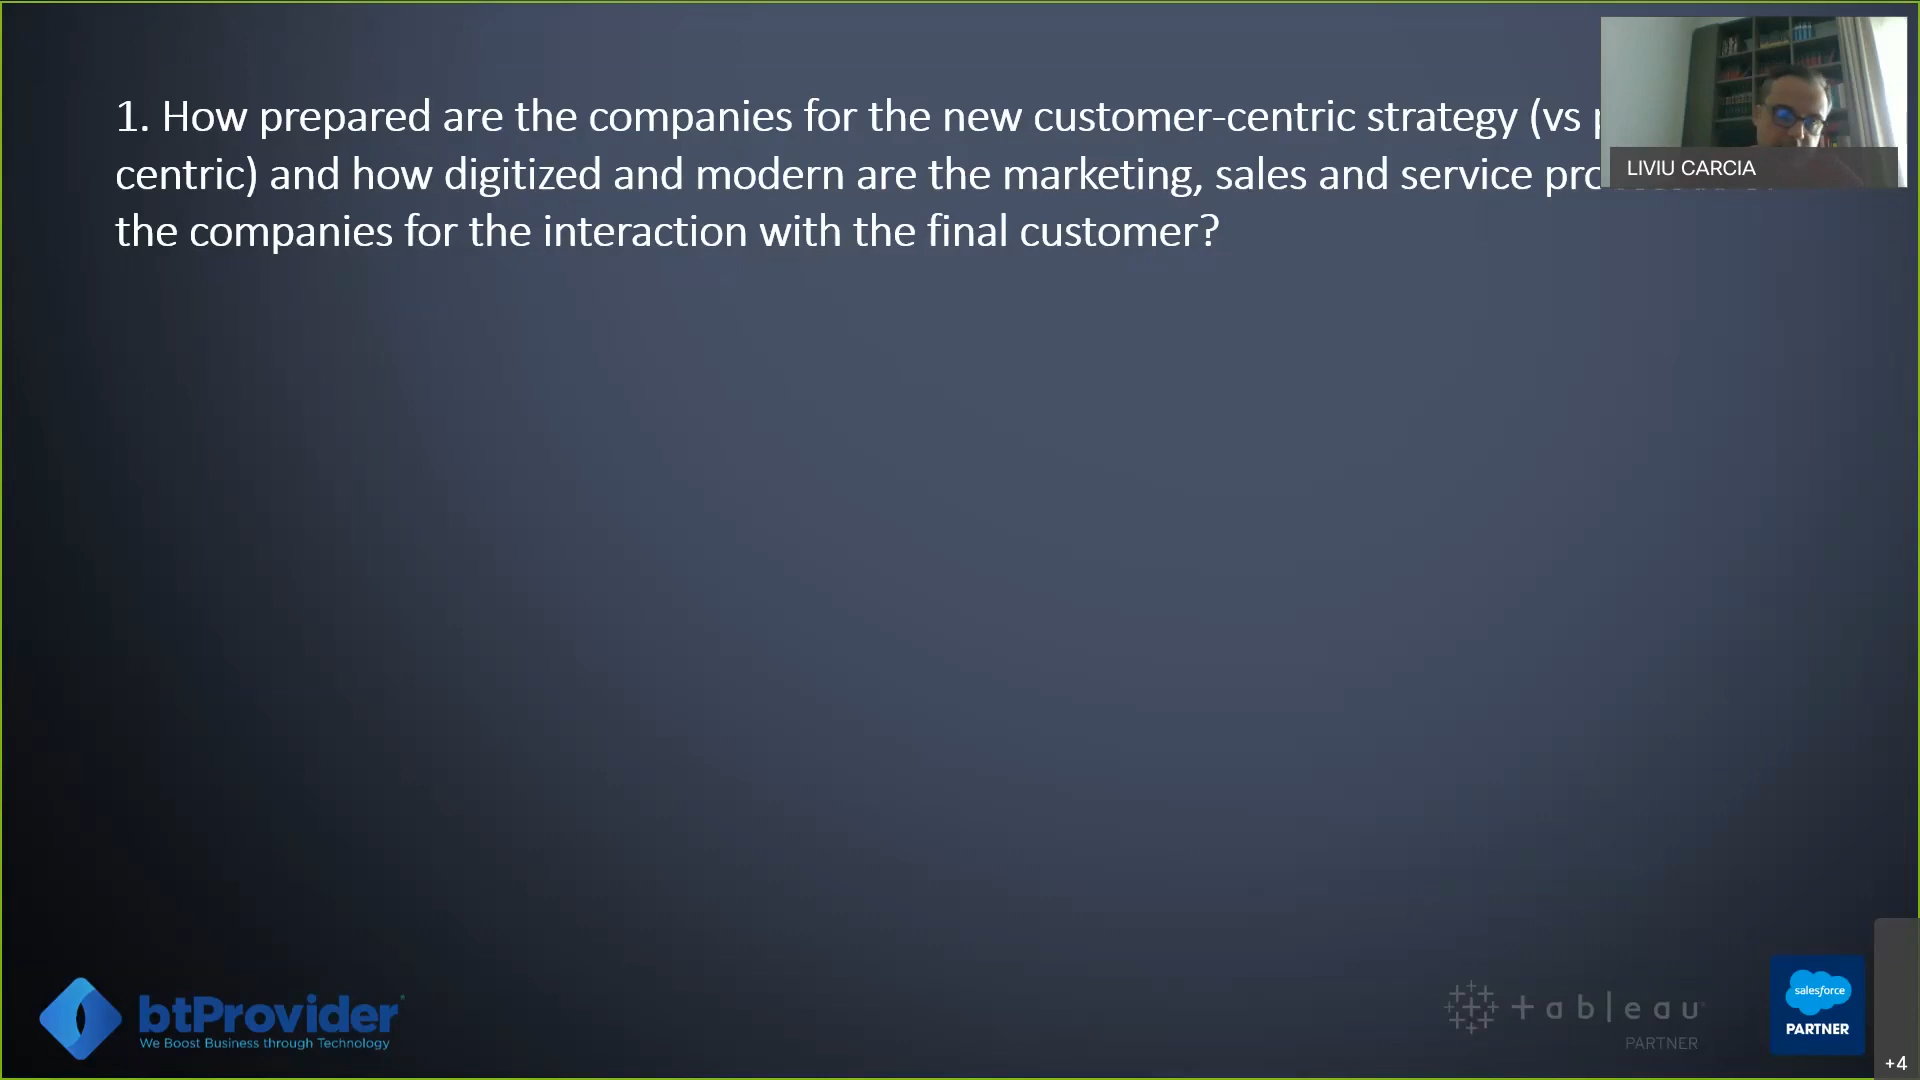 1. How prepared are the companies for the new customer-centric strategy (vs
centric) and how digitized and modern are the marketing, sales and service
the companies for the interaction with the final customer?
LIVIU CARCIA
btProvider
We Boost Business through Technology
+ableau
PARTNER
salesforce
PARTNER
+4